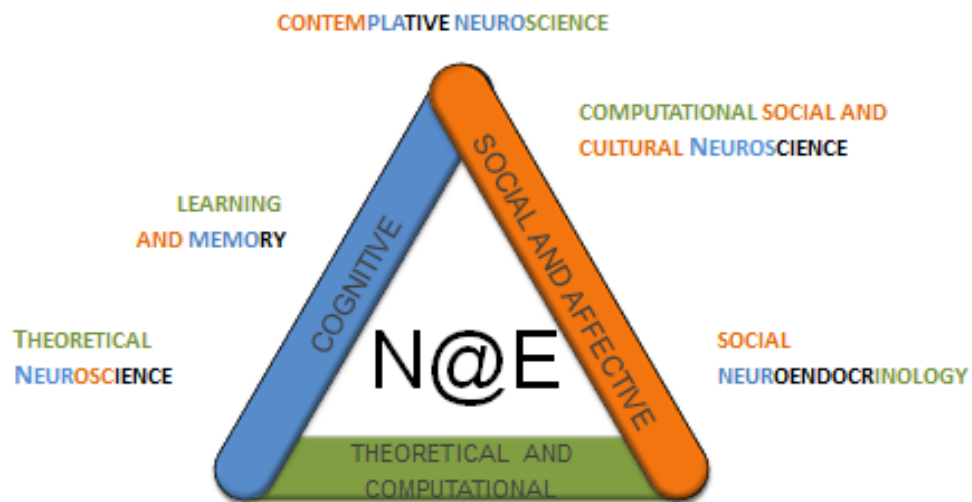 CONTEMPLATIVE NEUROSCIENCE
COMPUTATIONAL SOCIAL AND
CULTURAL NEUROSCIENCE
LEARNING
AND MEMORY
COGNITIVE
SOCIAL AND AFFECTIVE
THEORETICAL
NEUROSCIENCE
N@E
SOCIAL
NEUROENDOCRINOLOGY
THEORETICAL AND
COMPUTATIONAL